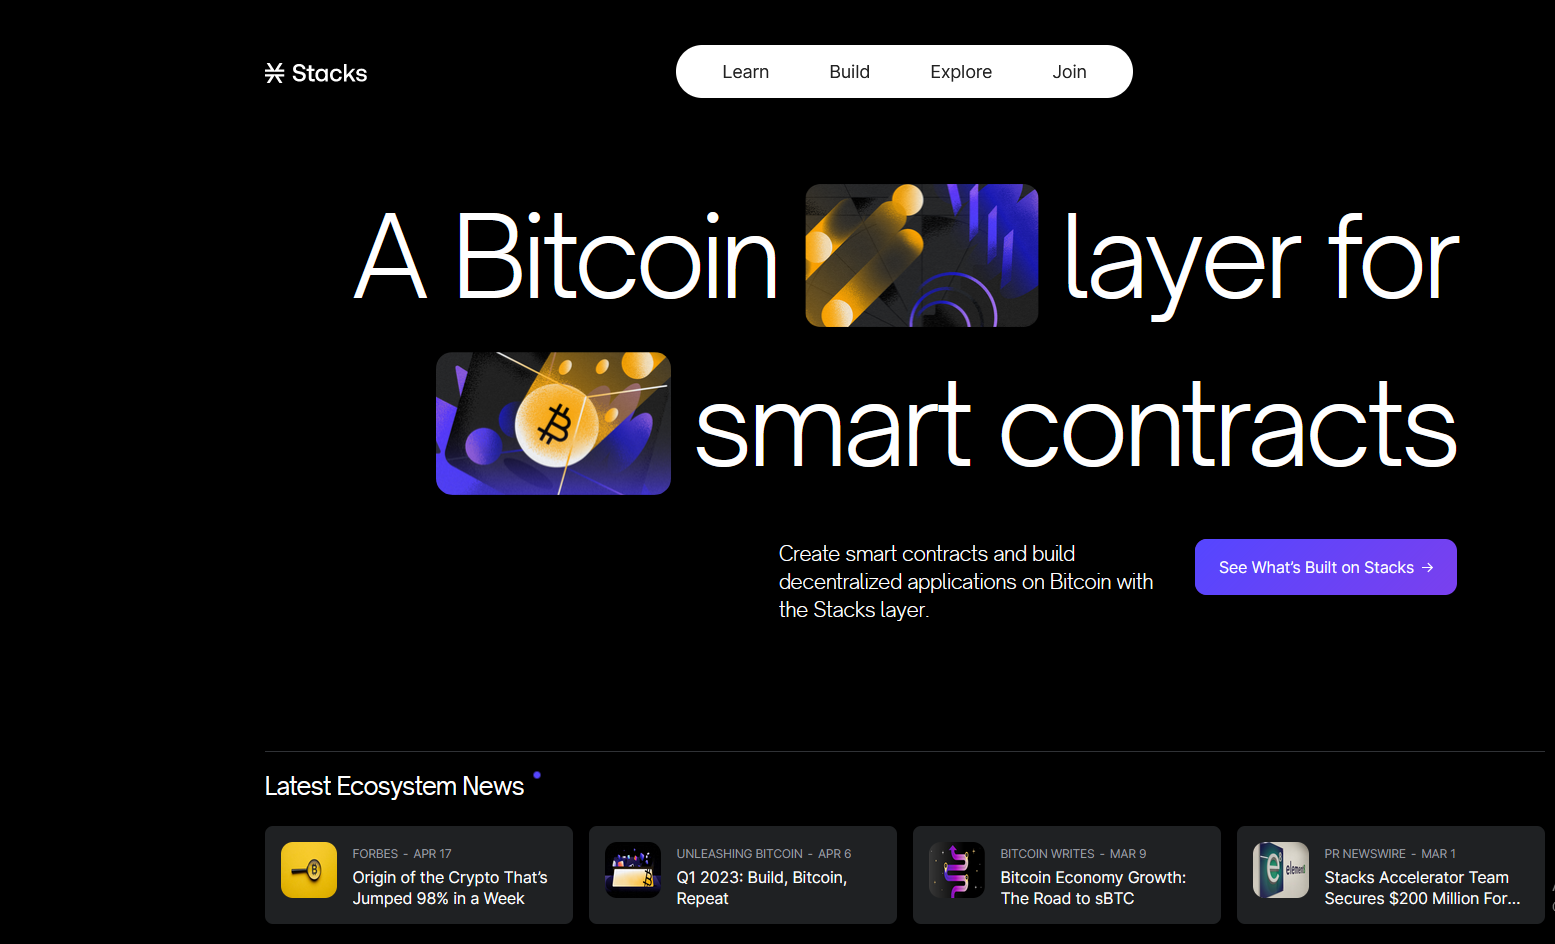 Stacks
Learn Build Explore Join
A Bitcoin layer for
smart contracts
Create smart contracts and build
decentralized applications on Bitcoin with
the Stacks layer.
See What's Built on Stacks →
Latest Ecosystem News
FORBES - APR 17
Origin of the Crypto That's
Jumped 98% in a Week
UNLEASHING BITCOIN - APR 6
Q1 2023: Build, Bitcoin,
Repeat
BITCOIN WRITES - MAR 9
Bitcoin Economy Growth:
The Road to sBTC
PR NEWSWIRE - MAR 1
Stacks Accelerator Team
Secures $200 Million For...